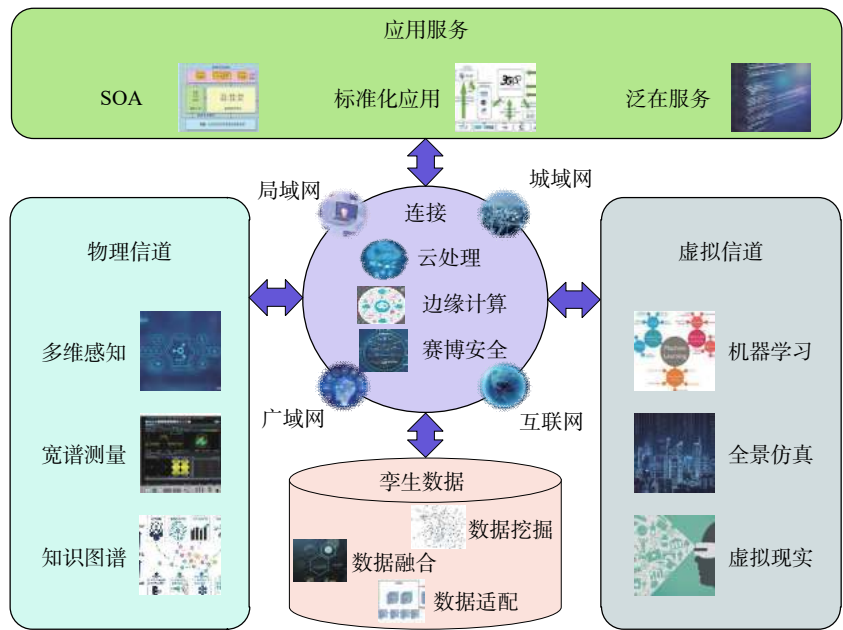 应用服务
SOA
标准化应用
泛在服务
局域网
城域网
连接
云处理
边缘计算
赛博安全
广域网
互联网
物理信道
多维感知
宽谱测量
知识图谱
虚拟信道
Machine
Learning
机器学习
全景仿真
虚拟现实
孪生数据
数据挖掘
数据融合
数据适配